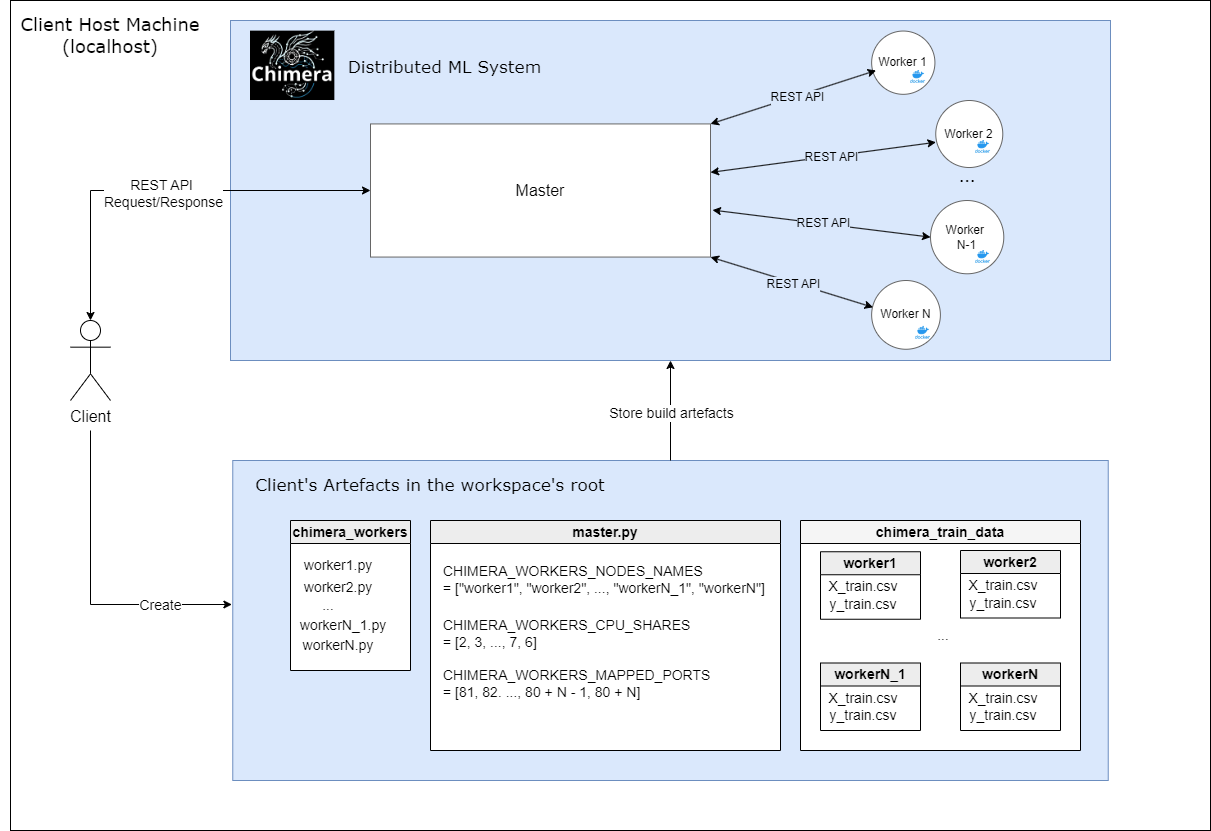 Client Host Machine
(localhost)
Chimera
Distributed ML System
Worker 1
docker
REST API
Worker 2
docker
REST API
...
REST API
Request/Response
Master
REST API
Worker
N-1
docker
REST API
Worker N
docker
Client
Store build artefacts
Client's Artefacts in the workspace's root
chimera_workers
worker1.py
worker2.py
...
workerN_1.py
workerN.py
master.py
CHIMERA_WORKERS_NODES_NAMES
= ["worker1", "worker2", ..., "workerN_1", "workerN"]
CHIMERA_WORKERS_CPU_SHARES
= [2, 3, ..., 7, 6]
CHIMERA_WORKERS_MAPPED_PORTS
= [81, 82. ..., 80 + N - 1, 80 + N]
chimera_train_data
worker1
X_train.csv
y_train.csv
worker2
X_train.csv
y_train.csv
...
workerN_1
X_train.csv
y_train.csv
workerN
X_train.csv
y_train.csv
Create